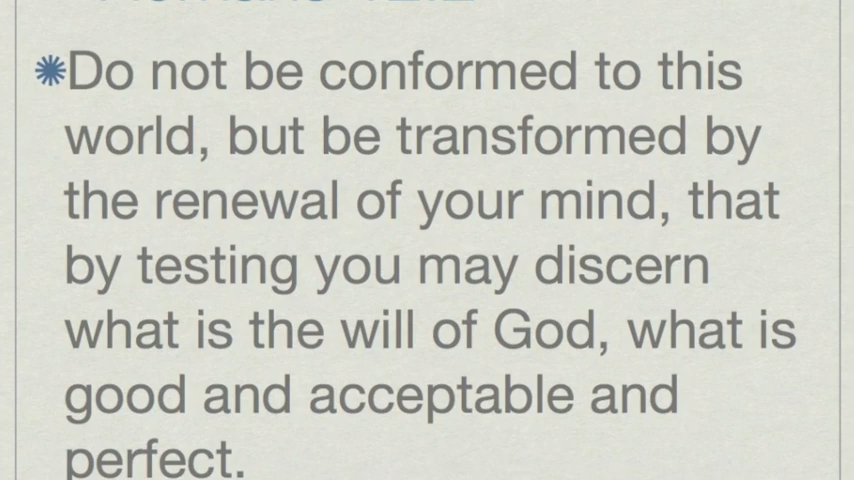 Do not be conformed to this
world, but be transformed by
the renewal of your mind, that
by testing you may discern
what is the will of God, what is
good and acceptable and
perfect.